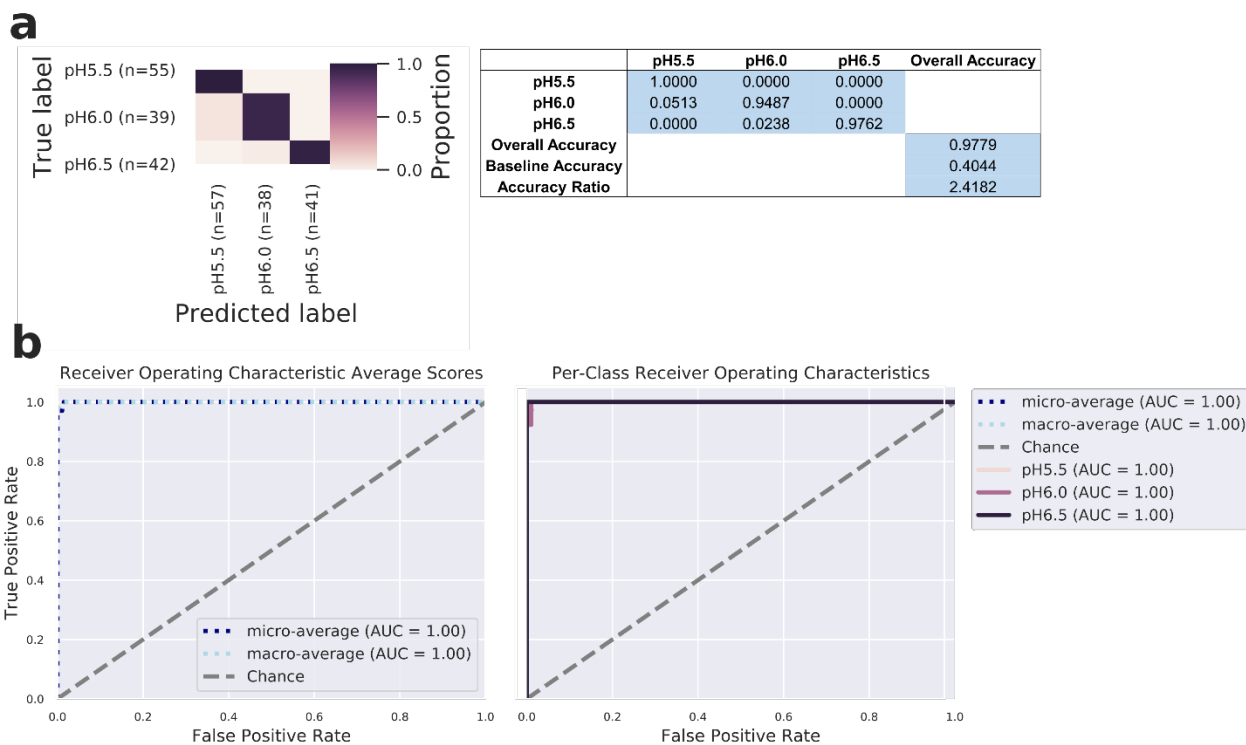 a
True label
pH5.5 (n=55)
pH6.0 (n=39)
pH6.5 (n=42)
1.0
0.5
0.0
Proportion
pH5.5 (n=57)
pH6.0 (n=38)
pH6.5 (n=41)
Predicted label
pH5.5 pH6.0 pH6.5 Overall Accuracy
pH5.5 1.0000 0.0000 0.0000
pH6.0 0.0513 0.9487 0.0000
pH6.5 0.0000 0.0238 0.9762
Overall Accuracy 0.9779
Baseline Accuracy 0.4044
Accuracy Ratio 2.4182
b
Receiver Operating Characteristic Average Scores
True Positive Rate
1.0
0.8
0.6
0.4
0.2
0.0
micro-average (AUC = 1.00)
macro-average (AUC = 1.00)
Chance
0.0 0.2 0.4 0.6 0.8 1.0
False Positive Rate
Per-Class Receiver Operating Characteristics
0.0 0.2 0.4 0.6 0.8 1.0
False Positive Rate
micro-average (AUC = 1.00)
macro-average (AUC = 1.00)
Chance
pH5.5 (AUC = 1.00)
pH6.0 (AUC = 1.00)
pH6.5 (AUC = 1.00)